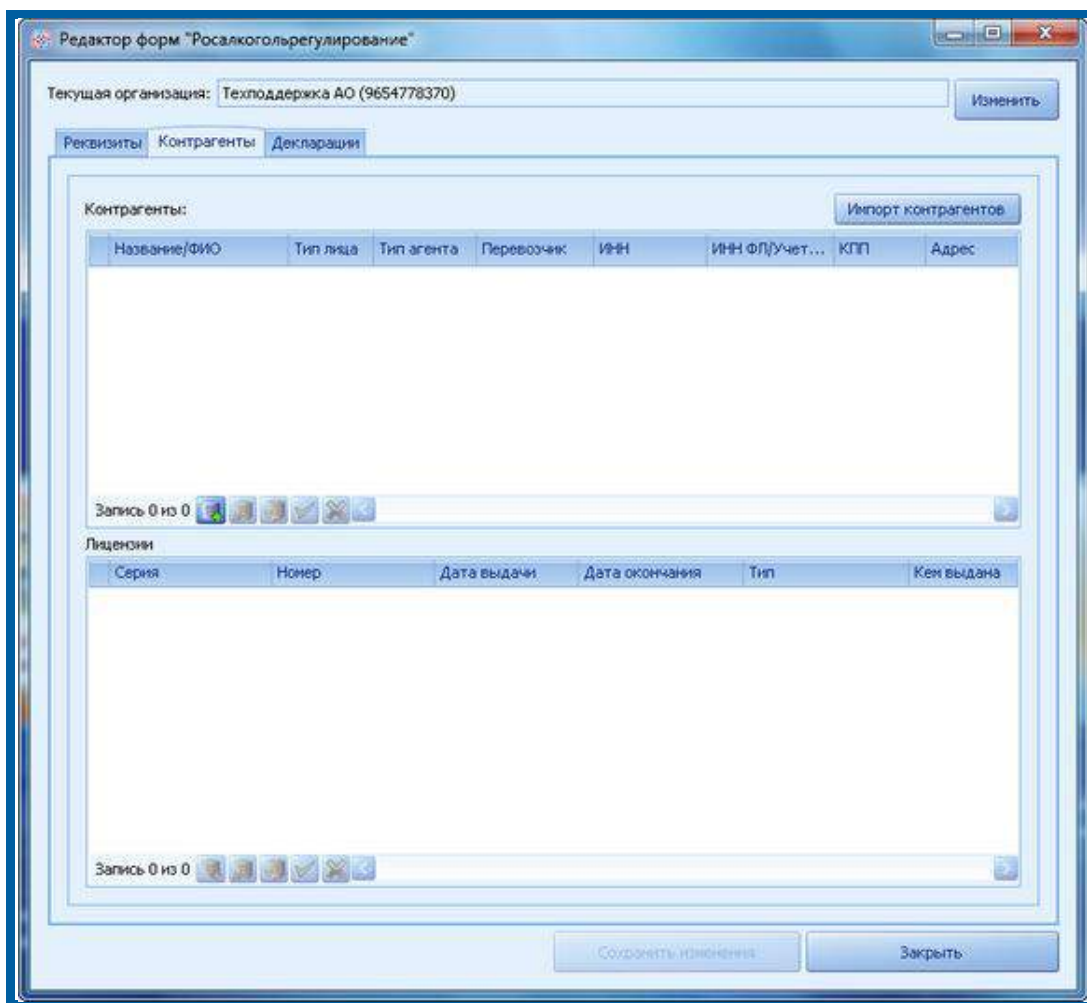 Редактор форм "Росалкогольрегулирование"
Текущая организация: Техподдержка АО (9654778370)
Изменить
Реквизиты Контрагенты Декларации
Контрагенты:
Импорт контрагентов
Название/ФИО Тип лица Тип агента Перевозчик ИНН ИНН ФЛ/Учет... КПП Адрес
Запись 0 из 0
Лицензии
Серия Номер Дата выдачи Дата окончания Тип Кем выдана
Запись 0 из 0
Сохранить изменения Закрыть